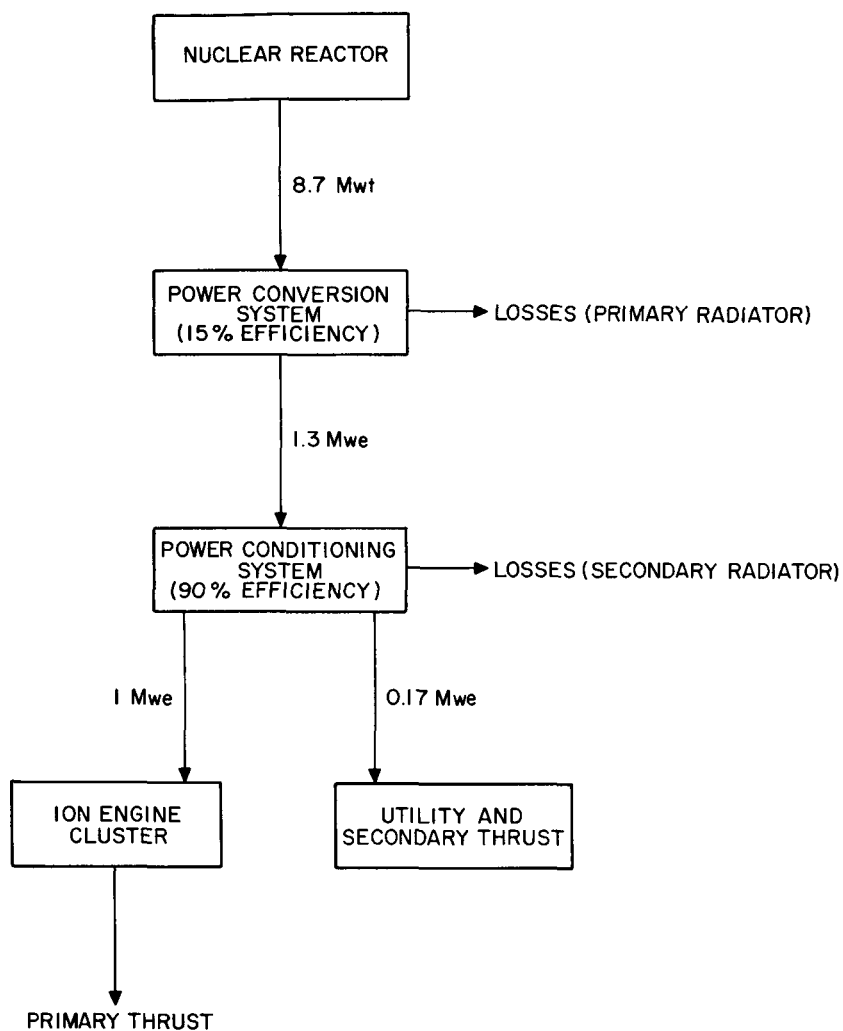 NUCLEAR REACTOR
8.7 Mwt
POWER CONVERSION
SYSTEM
(15% EFFICIENCY)
LOSSES (PRIMARY RADIATOR)
1.3 Mwe
POWER CONDITIONING
SYSTEM
(90% EFFICIENCY)
LOSSES (SECONDARY RADIATOR)
1 Mwe
0.17 Mwe
ION ENGINE
CLUSTER
UTILITY AND
SECONDARY THRUST
PRIMARY THRUST